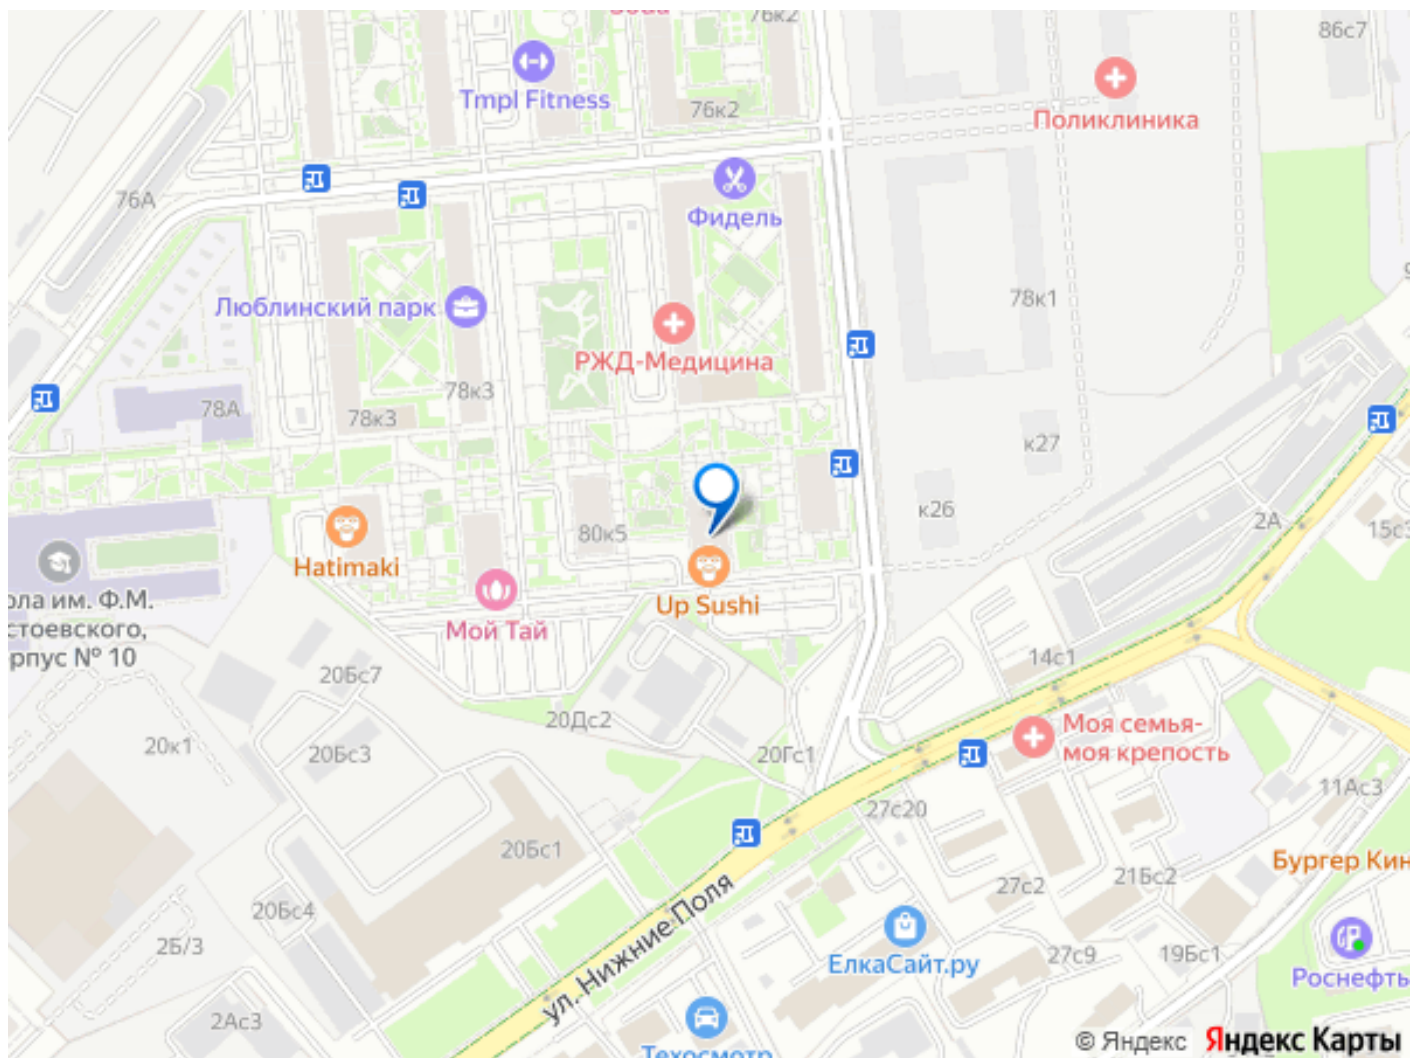 76к2
86с7
Tmpl Fitness
76к2
Поликлиника
76А
Фидель
Люблинский парк
78к1
РЖД-Медицина
78к3
78А
78к3
к27
к26
2А
80к5
Hatimaki
Up Sushi
Мой Тай
ола им. Ф.М.
стоевского,
рпус № 10
14с1
20Бс7
20Дс2
Моя семья-
моя крепость
20к1
20Бс3
20Гс1
11Ас3
27с20
20Бс1
Бургер Кин
21Бс2
27с2
20Бс4
ул. Нижние Поля
2Б/3
27с9
19Бс1
ЕлкаСайт.ру
Роснефть
2Ас3
Техосмотр
© Яндекс Яндекс Карты